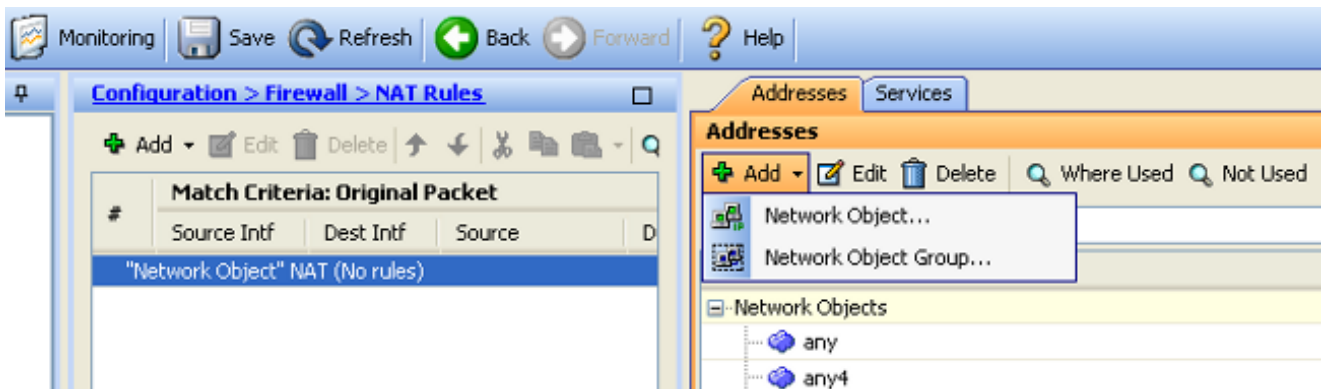 Monitoring Save Refresh Back Forward Help
Configuration > Firewall > NAT Rules
Add Edit Delete
# Match Criteria: Original Packet
Source Intf Dest Intf Source D
"Network Object" NAT (No rules)
Addresses Services
Addresses
Add Edit Delete Where Used Not Used
Network Object...
Network Object Group...
Network Objects
any
any4